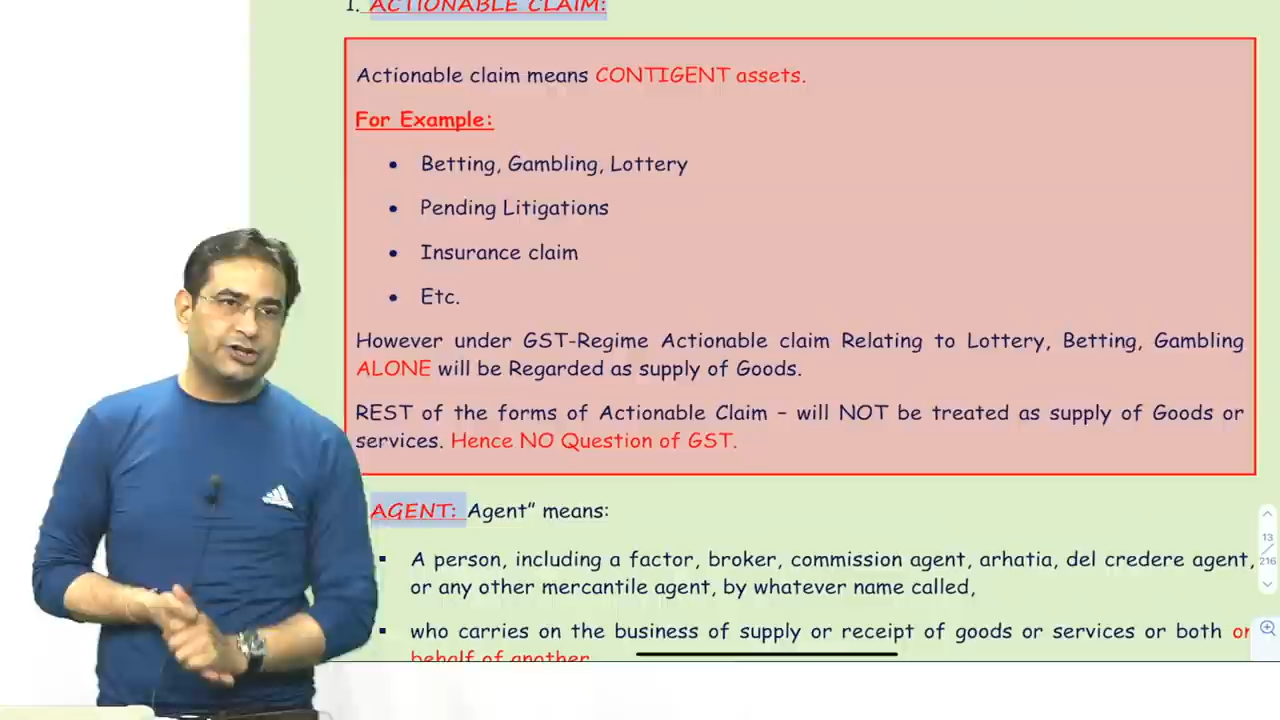 1. ACTIONABLE CLAIM:
Actionable claim means CONTIGENT assets.
For Example:
• Betting, Gambling, Lottery
• Pending Litigations
• Insurance claim
• Etc.
However under GST-Regime Actionable claim Relating to Lottery, Betting, Gambling
ALONE will be Regarded as supply of Goods.
REST of the forms of Actionable Claim – will NOT be treated as supply of Goods or
services. Hence NO Question of GST.
AGENT: Agent” means:
▪ A person, including a factor, broker, commission agent, arhatia, del credere agent,
or any other mercantile agent, by whatever name called,
▪ who carries on the business of supply or receipt of goods or services or both on
behalf of another
13
216